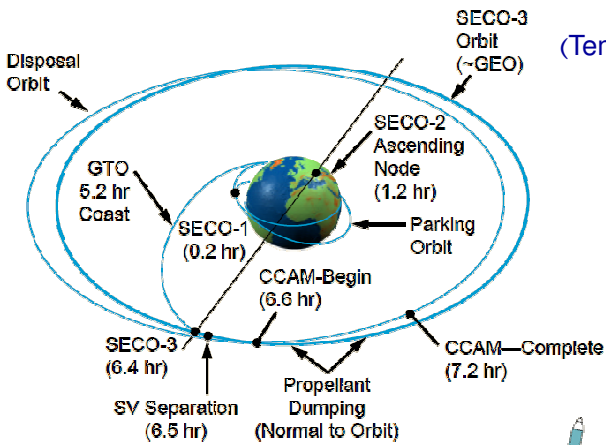 SECO-3
Orbit
(~GEO)
(Ter
Disposal
Orbit
SECO-2
Ascending
Node
(1.2 hr)
GTO
5.2 hr
Coast
SECO-1
(0.2 hr)
Parking
Orbit
CCAM-Begin
(6.6 hr)
SECO-3
(6.4 hr)
CCAM—Complete
(7.2 hr)
SV Separation
(6.5 hr)
Propellant
Dumping
(Normal to Orbit)